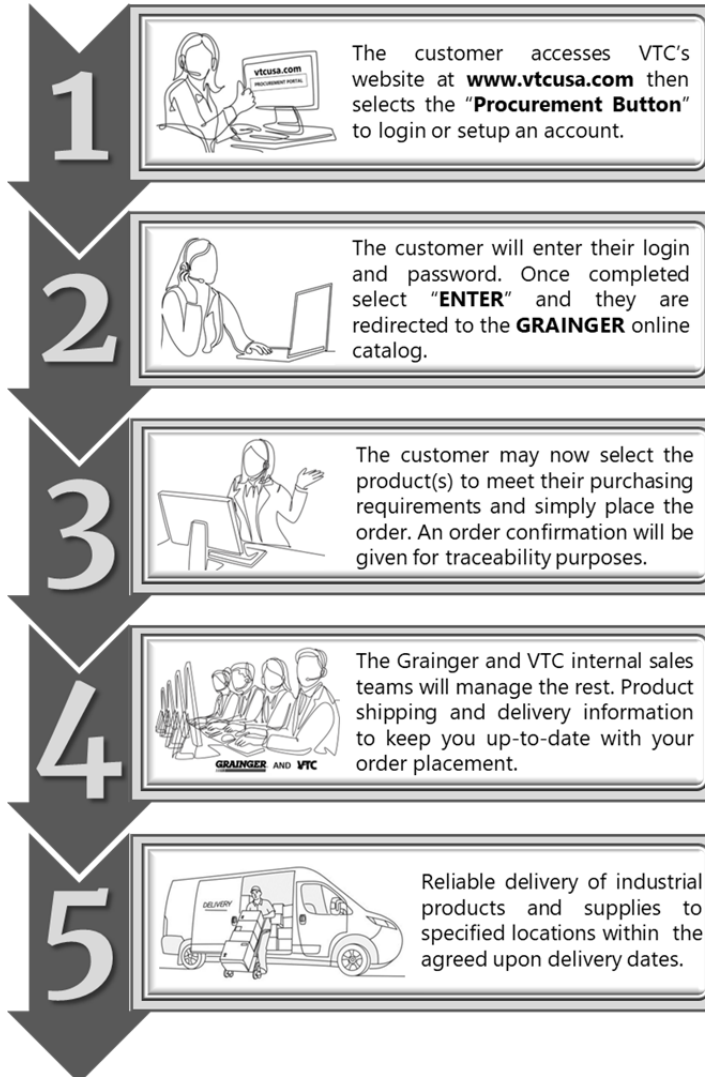 1
vtcusa.com
PROCUREMENT PORTAL
The customer accesses VTC's
website at www.vtcusa.com then
selects the “Procurement Button”
to login or setup an account.
2
The customer will enter their login
and password. Once completed
select “ENTER” and they are
redirected to the GRAINGER online
catalog.
3
The customer may now select the
product(s) to meet their purchasing
requirements and simply place the
order. An order confirmation will be
given for traceability purposes.
4
GRAINGER AND VTC
The Grainger and VTC internal sales
teams will manage the rest. Product
shipping and delivery information
to keep you up-to-date with your
order placement.
5
DELIVERY
Reliable delivery of industrial
products and supplies to
specified locations within the
agreed upon delivery dates.